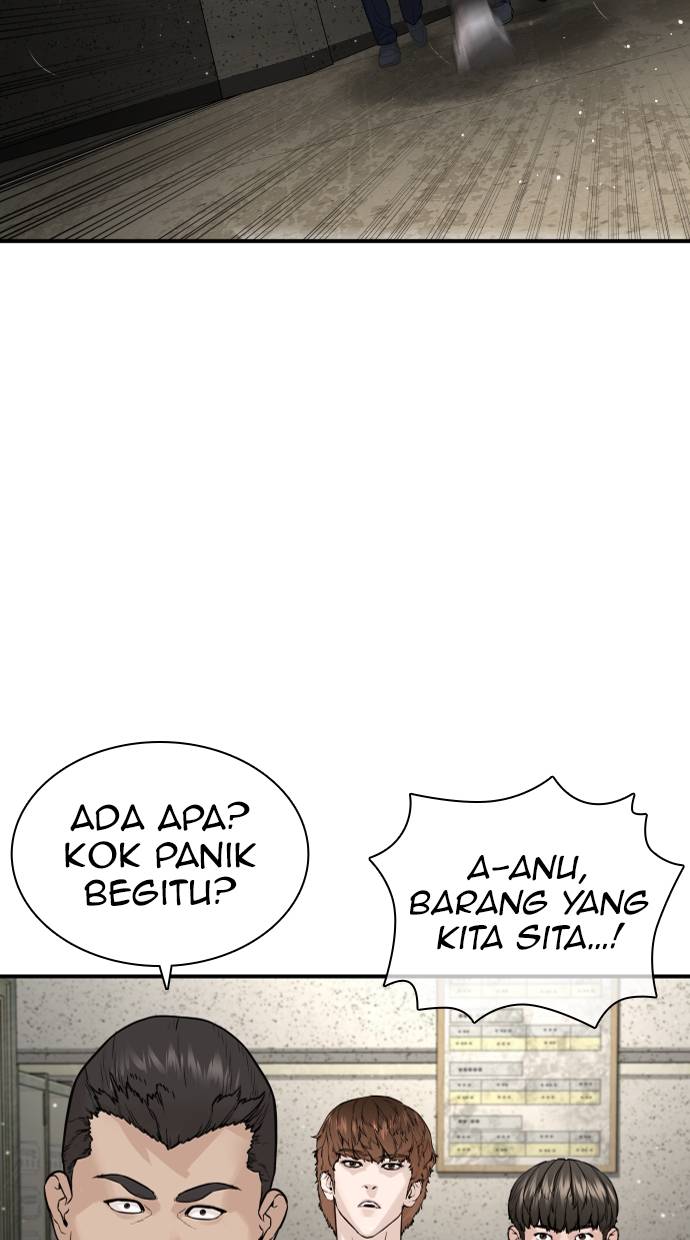 ADA APA?
KOK PANIK
BEGITU?
A-ANU,
BARANG YANG
KITA SITA...!